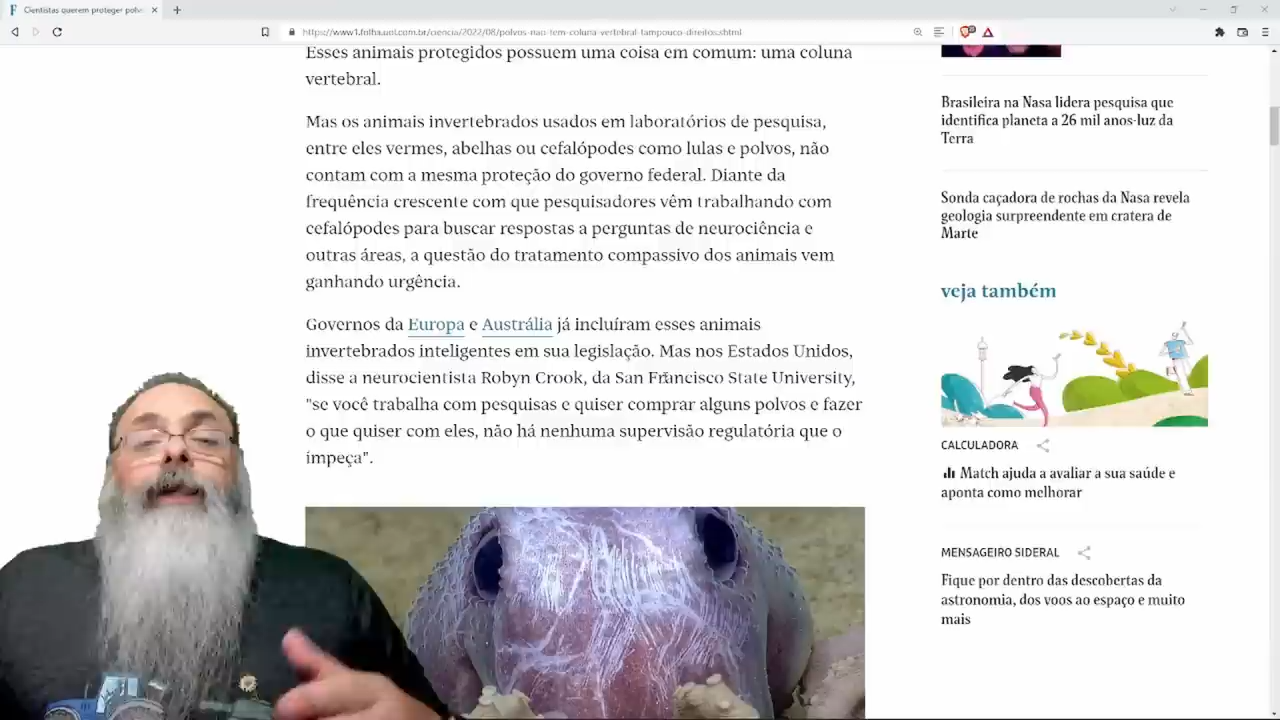 Cientistas querem proteger polv
https://www1.folha.uol.com.br/ciencia/2022/08/polvos-nao-tem-coluna-vertebral-tampouco-direitos.shtml
Esses animais protegidos possuem uma coisa em comum: uma coluna
vertebral.
Mas os animais invertebrados usados em laboratórios de pesquisa,
entre eles vermes, abelhas ou cefalópodes como lulas e polvos, não
contam com a mesma proteção do governo federal. Diante da
frequência crescente com que pesquisadores vêm trabalhando com
cefalópodes para buscar respostas a perguntas de neurociência e
outras áreas, a questão do tratamento compassivo dos animais vem
ganhando urgência.
Governos da Europa e Austrália já incluíram esses animais
invertebrados inteligentes em sua legislação. Mas nos Estados Unidos,
disse a neurocientista Robyn Crook, da San Francisco State University,
"se você trabalha com pesquisas e quiser comprar alguns polvos e fazer
o que quiser com eles, não há nenhuma supervisão regulatória que o
impeça".
Brasileira na Nasa lidera pesquisa que
identifica planeta a 26 mil anos-luz da
Terra
Sonda caçadora de rochas da Nasa revela
geologia surpreendente em cratera de
Marte
veja também
CALCULADORA
Match ajuda a avaliar a sua saúde e
aponta como melhorar
MENSAGEIRO SIDERAL
Fique por dentro das descobertas da
astronomia, dos voos ao espaço e muito
mais